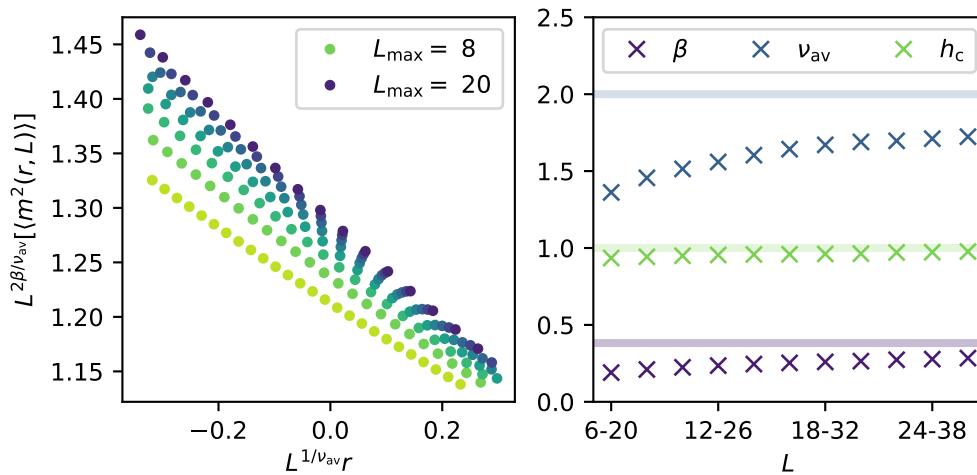 L^{2β/ν_av}[⟨m²(r, L)⟩]
1.45
1.40
1.35
1.30
1.25
1.20
1.15
L_max = 8
L_max = 20
−0.2
0.0
0.2
L^{1/ν_av}r
2.5
2.0
1.5
1.0
0.5
0.0
β
ν_av
h_c
6-20
12-26
18-32
24-38
L